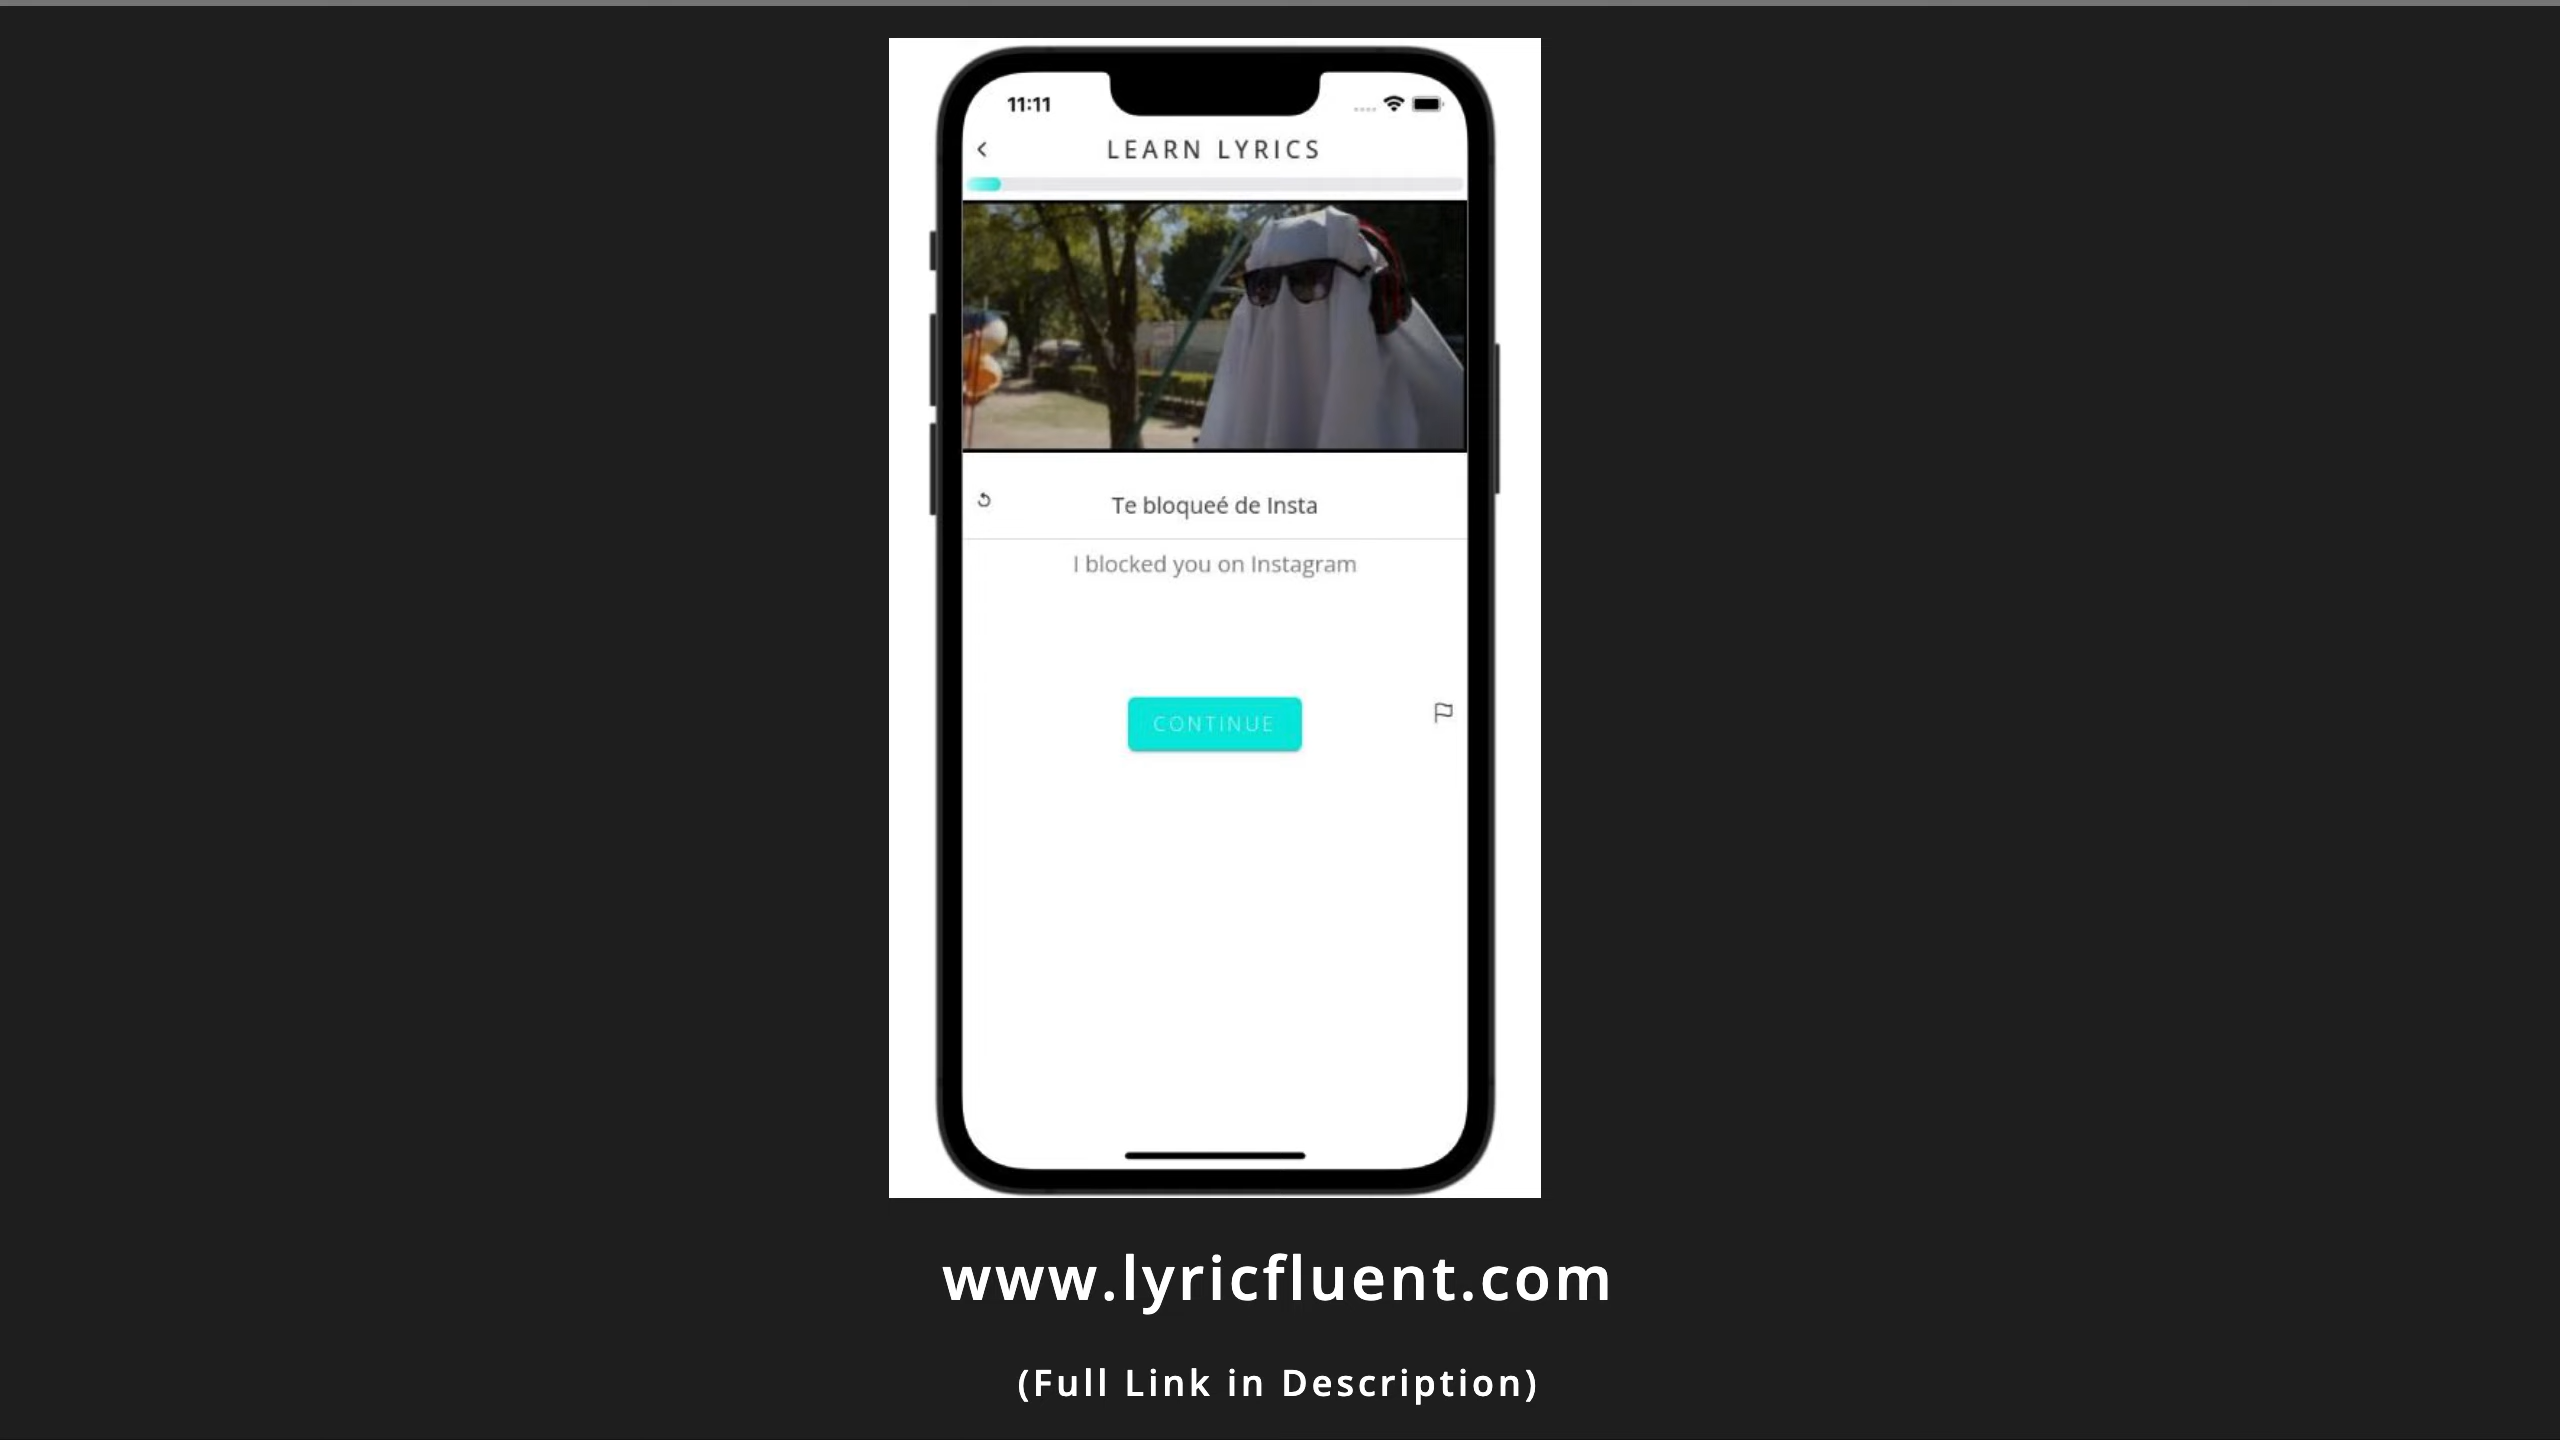 11:11
LEARN LYRICS
Te bloqueé de Insta
I blocked you on Instagram
CONTINUE
www.lyricfluent.com
(Full Link in Description)